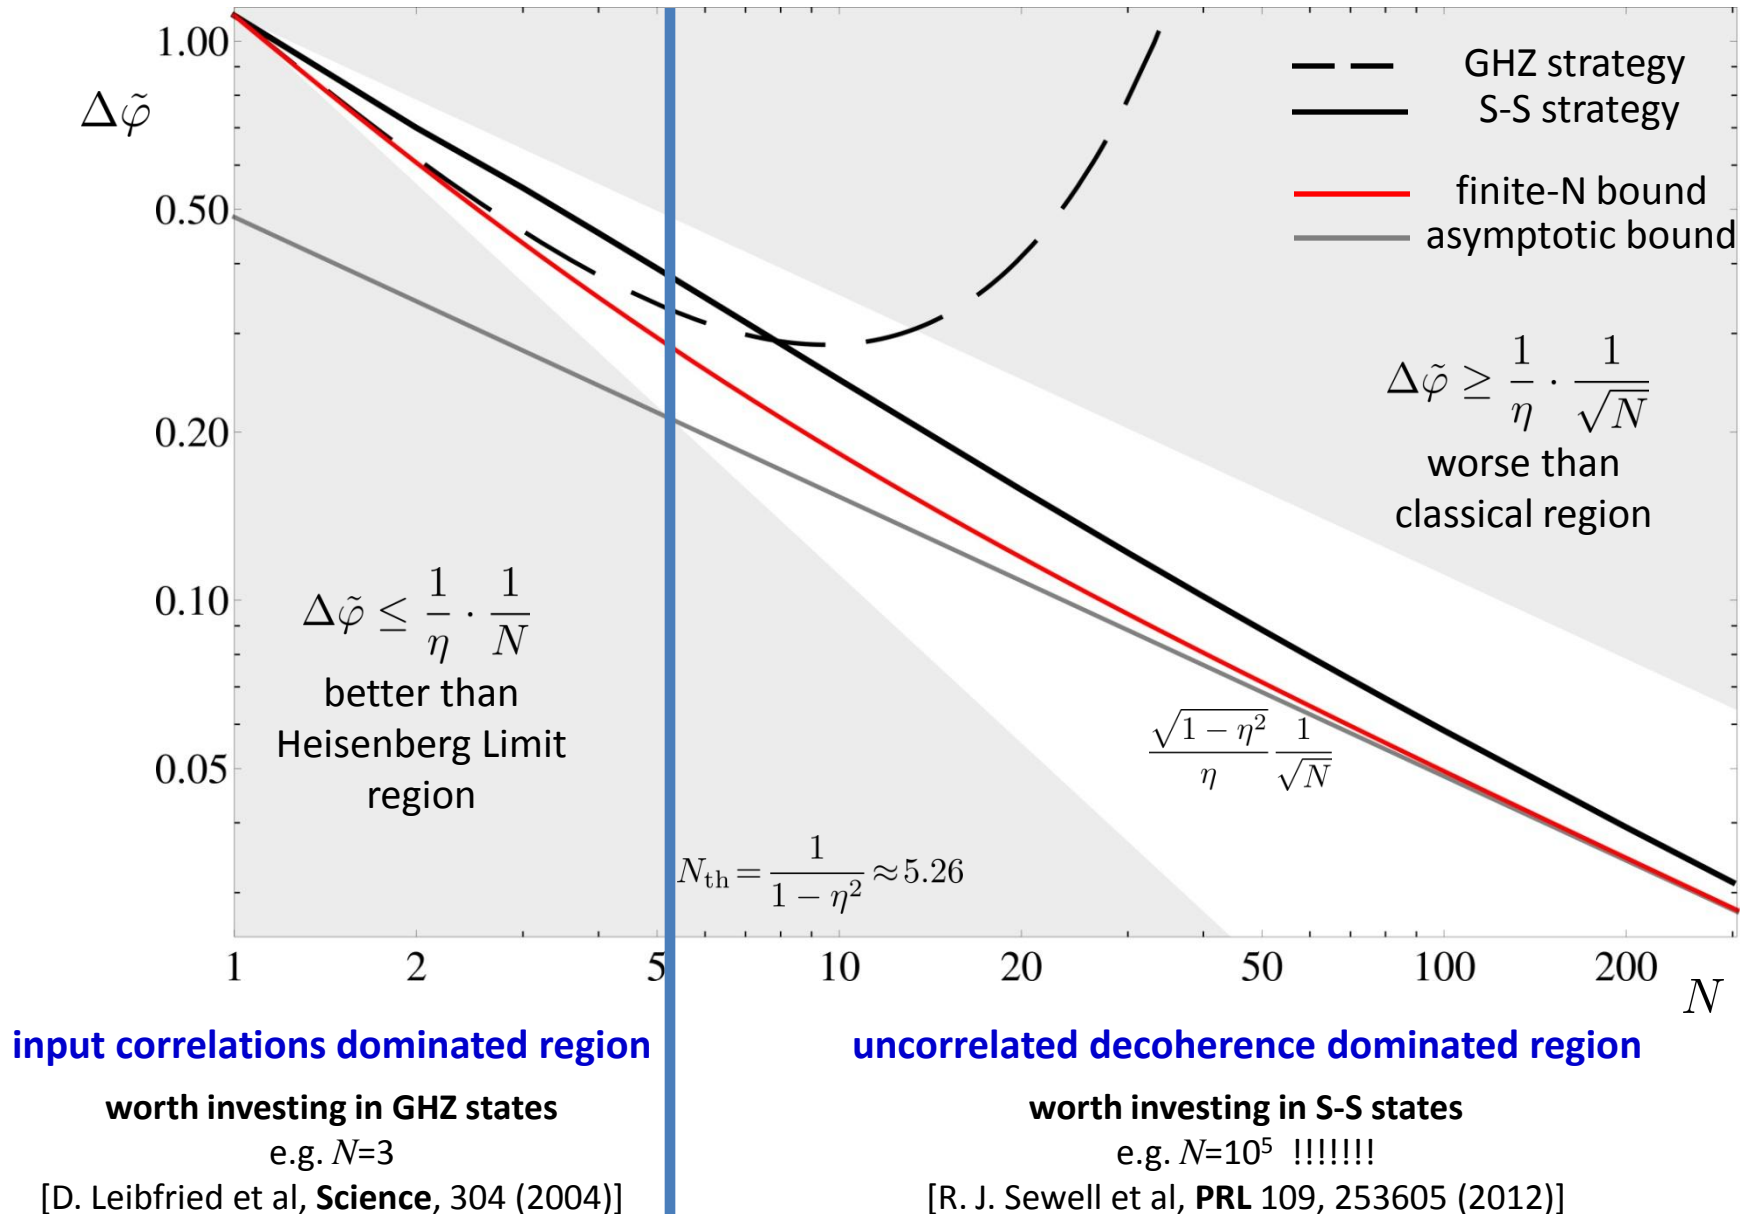 1.00
0.50
0.20
0.10
0.05
Δφ̃
GHZ strategy
S-S strategy
finite-N bound
asymptotic bound
Δφ̃ ≥ 1/η · 1/√N
worse than
classical region
Δφ̃ ≤ 1/η · 1/N
better than
Heisenberg Limit
region
√(1 − η²)/η 1/√N
N_th = 1/(1 − η²) ≈ 5.26
1 2 5 10 20 50 100 200 N
input correlations dominated region
worth investing in GHZ states
e.g. N=3
[D. Leibfried et al, Science, 304 (2004)]
uncorrelated decoherence dominated region
worth investing in S-S states
e.g. N=10⁵ !!!!!!!
[R. J. Sewell et al, PRL 109, 253605 (2012)]